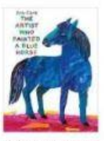 Eric Carle
THE
ARTIST
WHO
PAINTED
A BLUE
HORSE